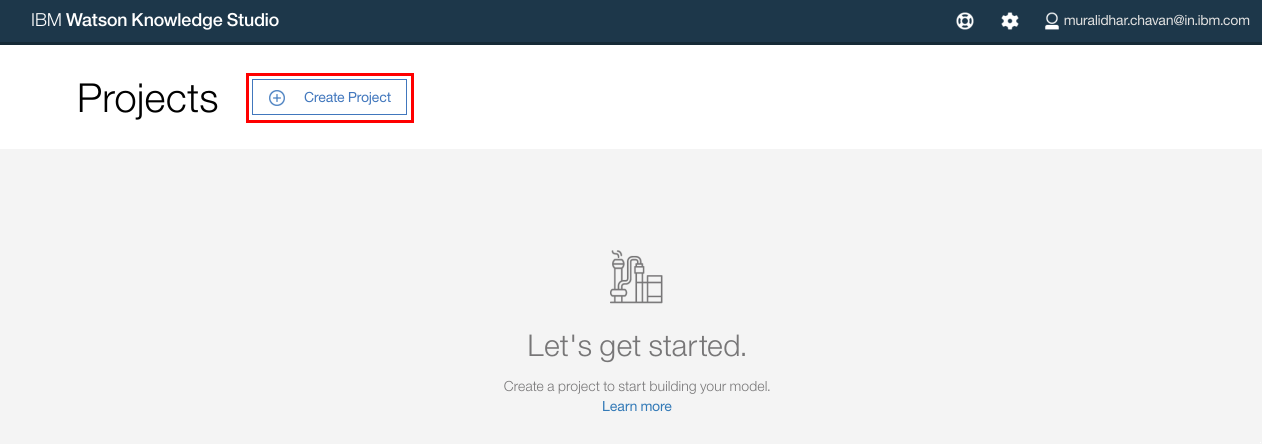 IBM Watson Knowledge Studio
muralidhar.chavan@in.ibm.com
Projects
Create Project
Let's get started.
Create a project to start building your model.
Learn more